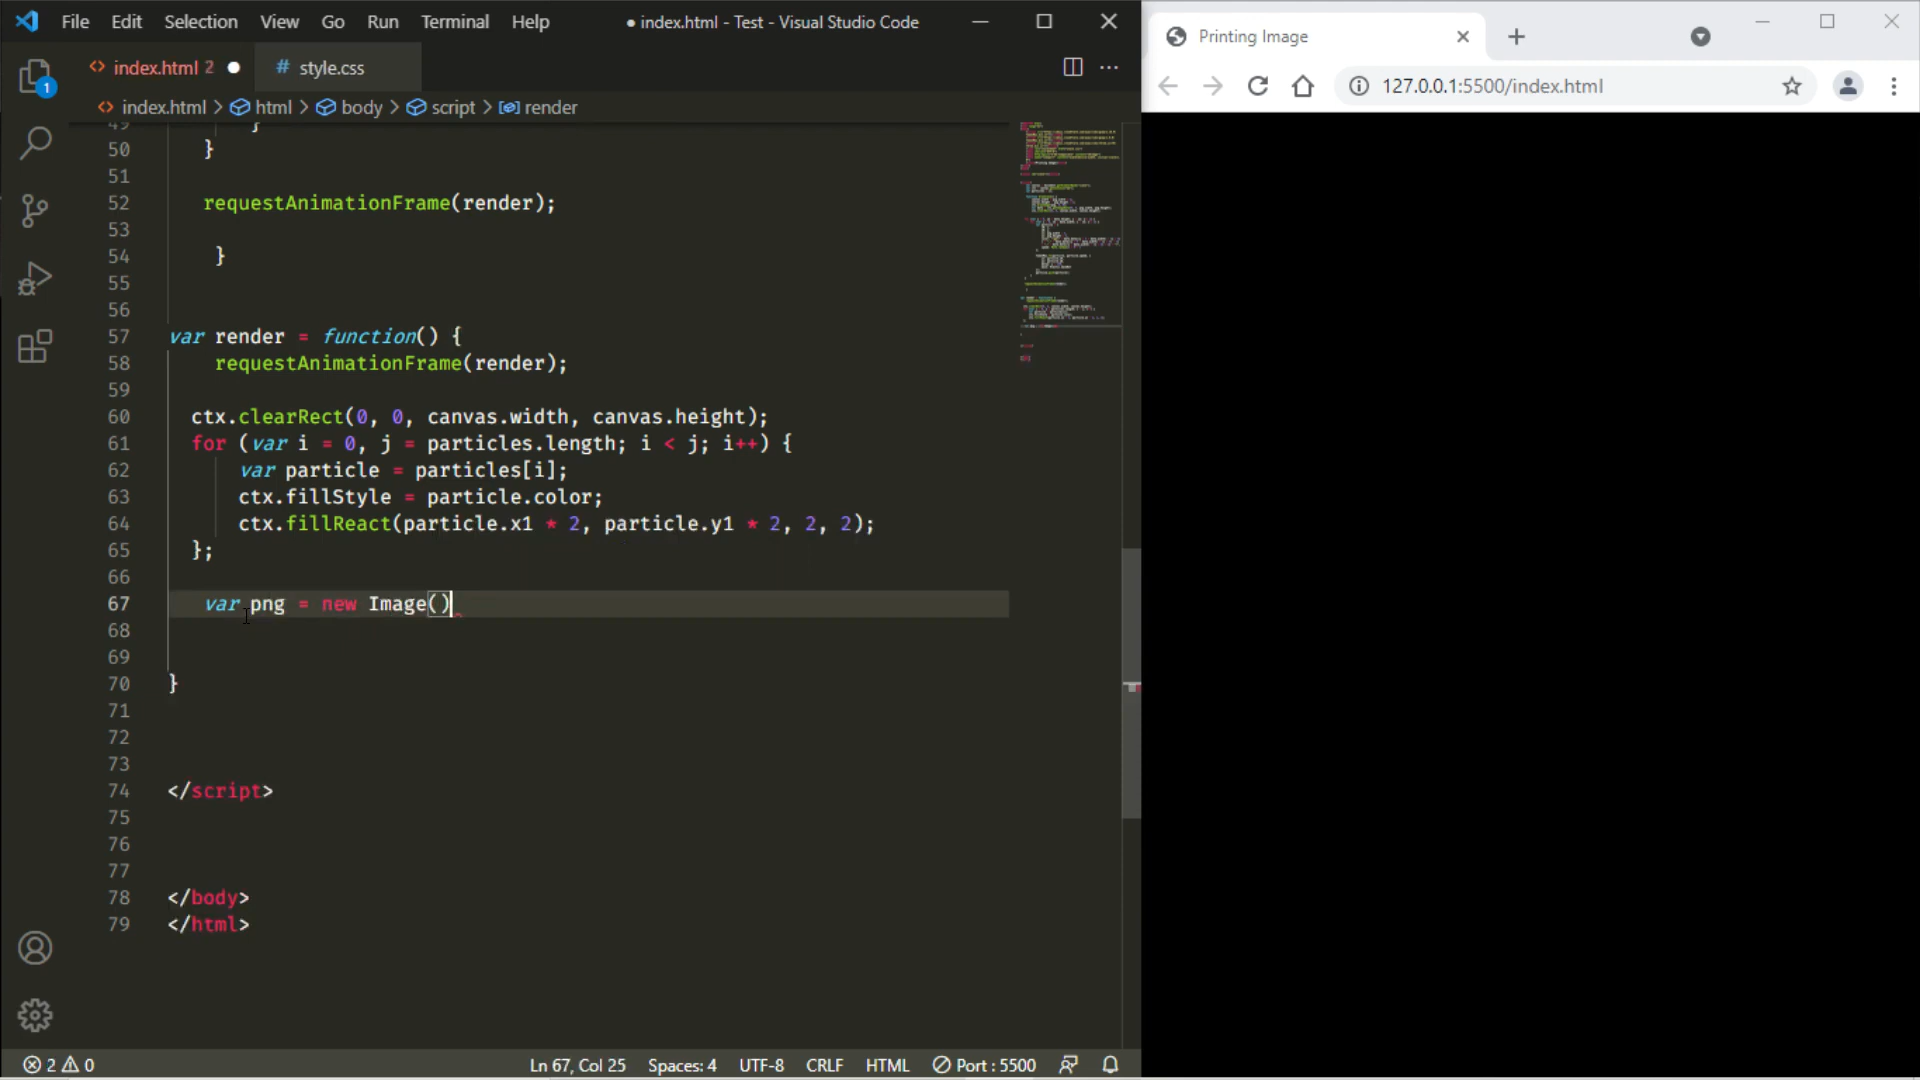 File Edit Selection View Go Run Terminal Help ● index.html - Test - Visual Studio Code
Printing Image
index.html 2 ● # style.css
127.0.0.1:5500/index.html
1
index.html > html > body > script > render
49 }
50 }
51
52 requestAnimationFrame(render);
53
54 }
55
56
57 var render = function() {
58 requestAnimationFrame(render);
59
60 ctx.clearRect(0, 0, canvas.width, canvas.height);
61 for (var i = 0, j = particles.length; i < j; i++) {
62 var particle = particles[i];
63 ctx.fillStyle = particle.color;
64 ctx.fillReact(particle.x1 * 2, particle.y1 * 2, 2, 2);
65 };
66
67 var png = new Image()
68
69
70 }
71
72
73
74 </script>
75
76
77
78 </body>
79 </html>
2 0 Ln 67, Col 25 Spaces: 4 UTF-8 CRLF HTML Port : 5500